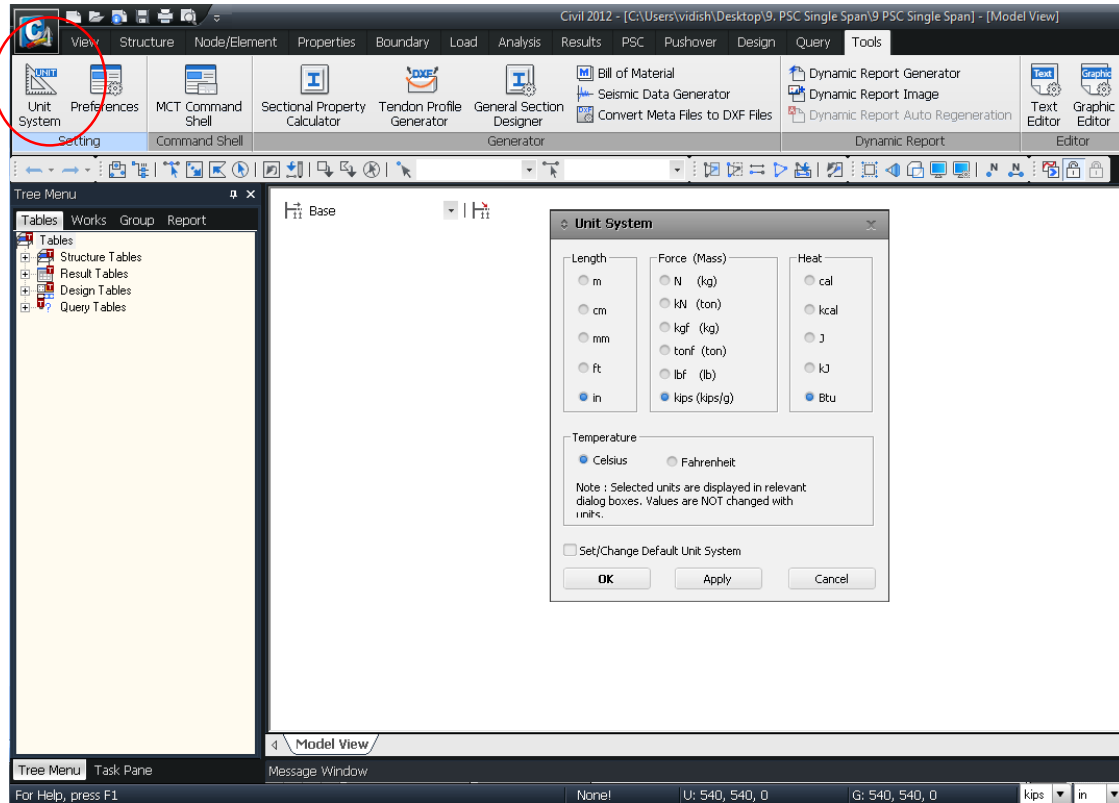 Civil 2012 - [C:\Users\vidish\Desktop\9. PSC Single Span\9 PSC Single Span] - [Model View]
View Structure Node/Element Properties Boundary Load Analysis Results PSC Pushover Design Query Tools
UNIT
Unit System
Preferences
Setting
MCT Command Shell
Command Shell
Sectional Property Calculator
DXF
Tendon Profile Generator
General Section Designer
Bill of Material
Seismic Data Generator
Convert Meta Files to DXF Files
Generator
Dynamic Report Generator
Dynamic Report Image
Dynamic Report Auto Regeneration
Dynamic Report
Text
Text Editor
Graphic
Graphic Editor
Editor
Tree Menu
Tables Works Group Report
Tables
Structure Tables
Result Tables
Design Tables
Query Tables
Base
Unit System
Length
m
cm
mm
ft
in
Force (Mass)
N (kg)
kN (ton)
kgf (kg)
tonf (ton)
lbf (lb)
kips (kips/g)
Heat
cal
kcal
J
kJ
Btu
Temperature
Celsius Fahrenheit
Note : Selected units are displayed in relevant
dialog boxes. Values are NOT changed with
units.
Set/Change Default Unit System
OK Apply Cancel
Model View
Tree Menu Task Pane
Message Window
For Help, press F1
None! U: 540, 540, 0 G: 540, 540, 0 kips in